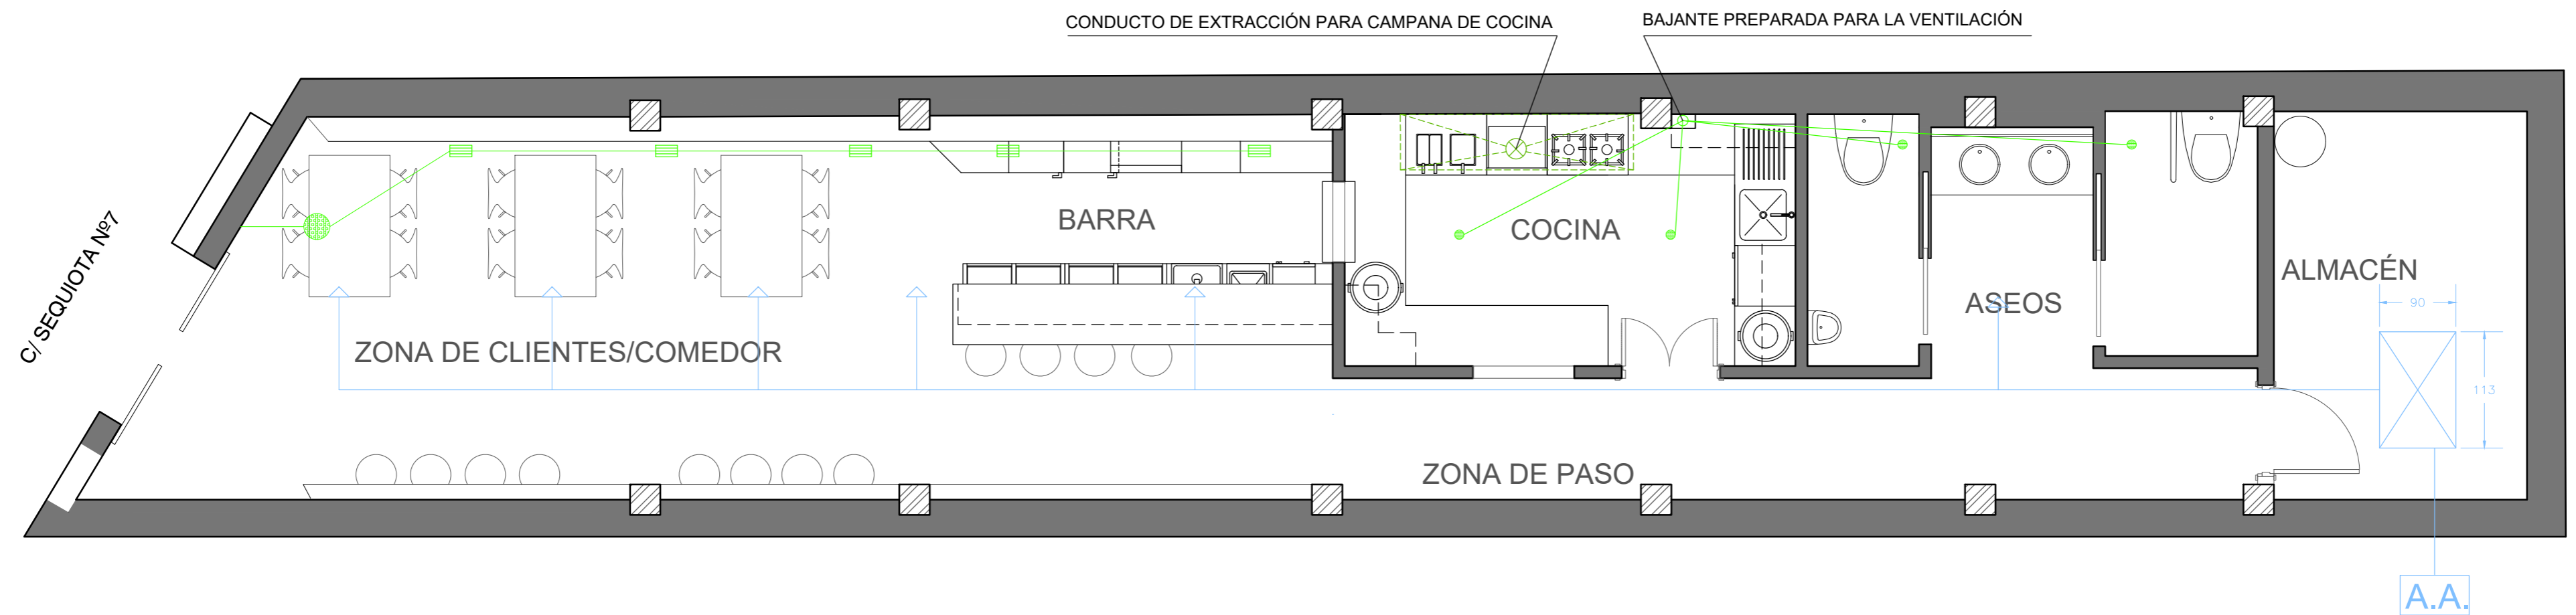 CONDUCTO DE EXTRACCIÓN PARA CAMPANA DE COCINA
BAJANTE PREPARADA PARA LA VENTILACIÓN
C/ SEQUIOTA Nº7
BARRA
COCINA
ALMACÉN
ASEOS
90
ZONA DE CLIENTES/COMEDOR
113
ZONA DE PASO
A.A.